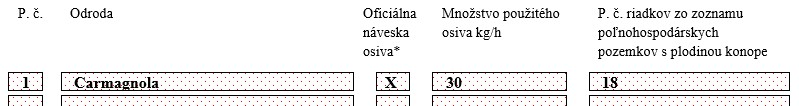 P. č. Odroda Oficiálna náveska osiva* Množstvo použitého osiva kg/h P. č. riadkov zo zoznamu poľnohospodárskych pozemkov s plodinou konope
1 Carmagnola X 30 18